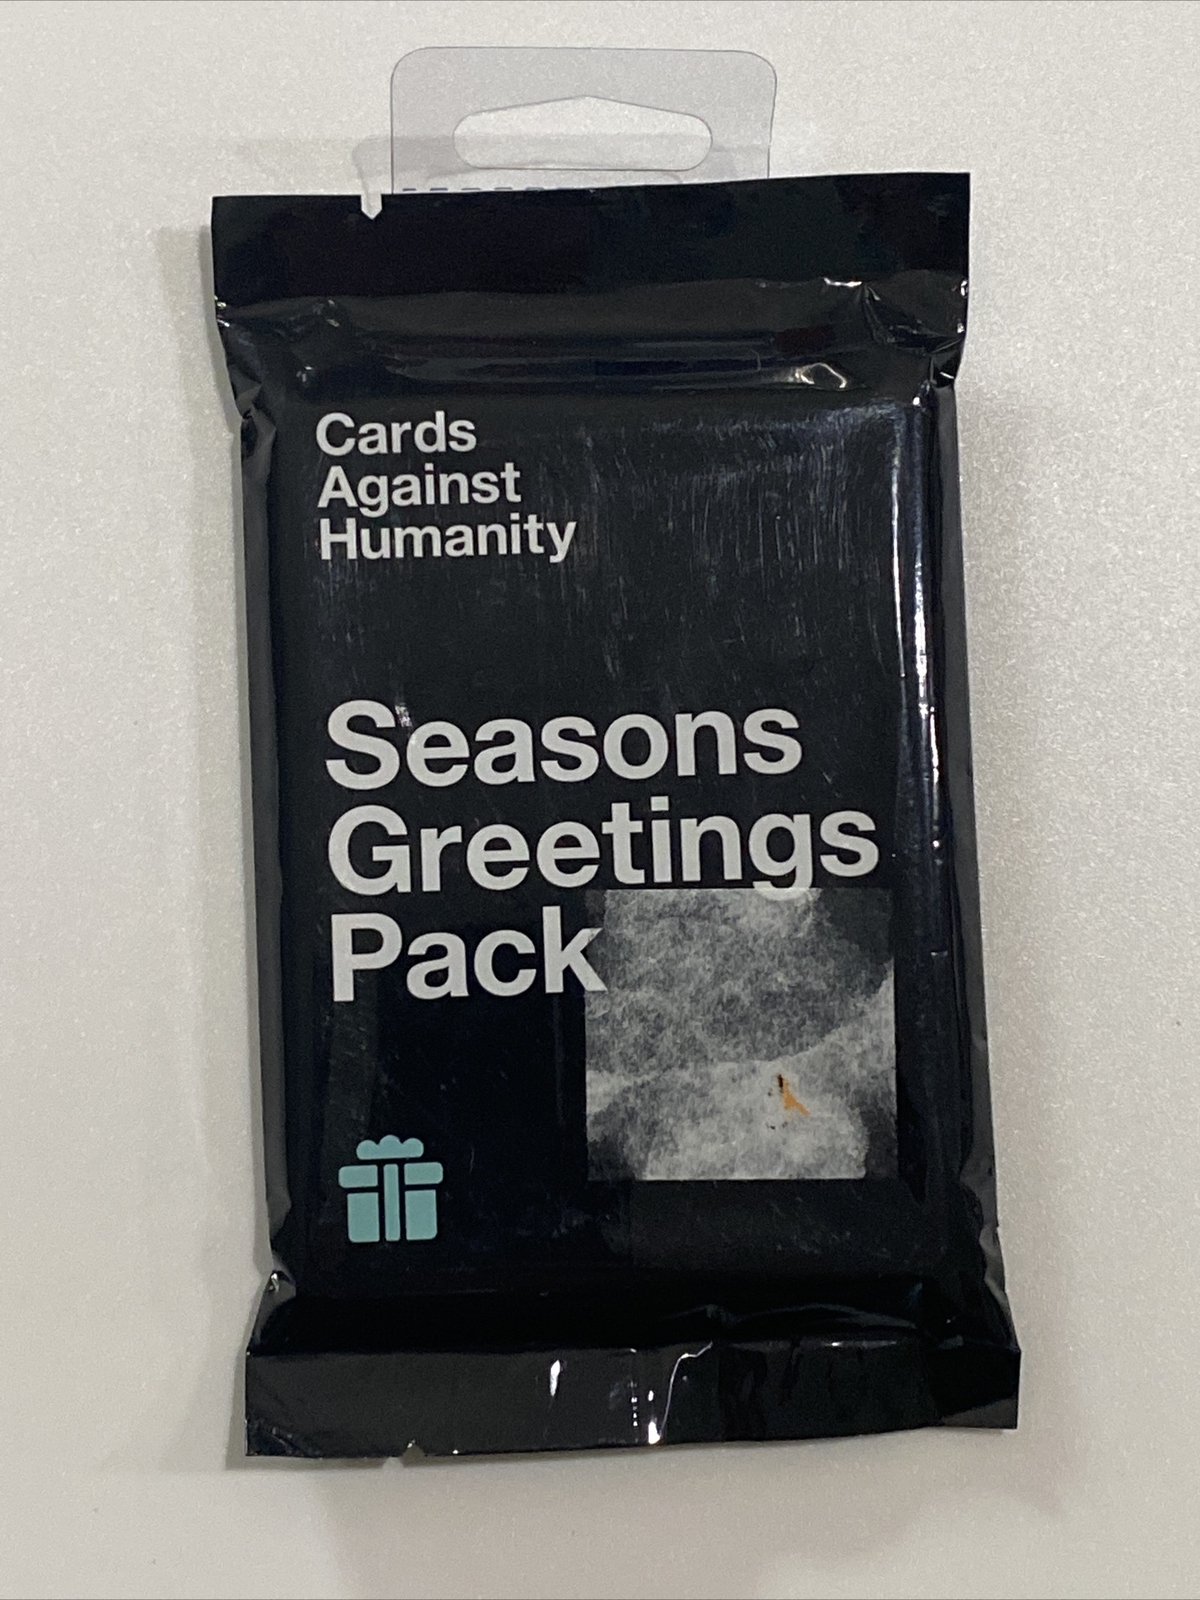 Cards
Against
Humanity
Seasons
Greetings
Pack